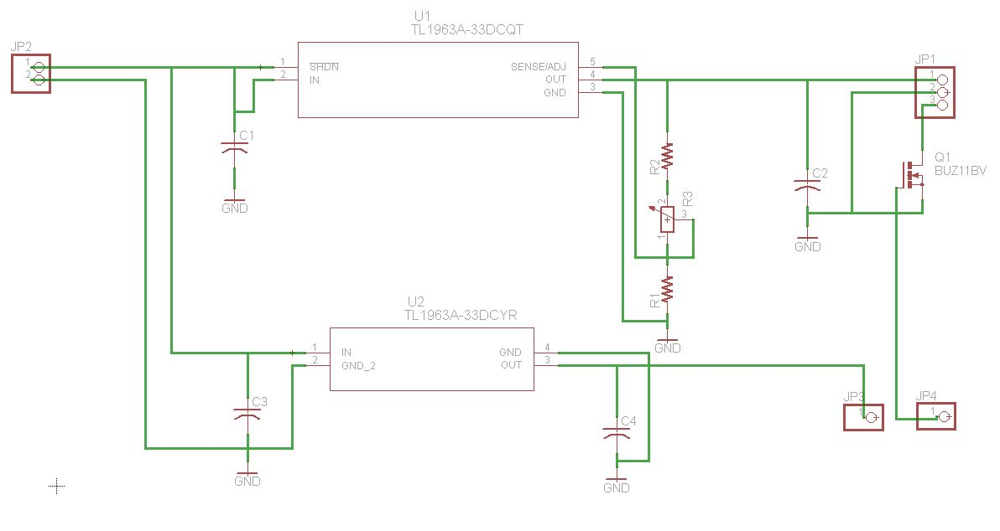 U1
TL1963A-33DCQT
JP2
1
2
1
2
SHDN
IN
SENSE/ADJ
OUT
GND
5
4
3
JP1
1
2
3
C1
GND
R2
2
R3
3
1
R1
GND
C2
GND
Q1
BUZ11BV
U2
TL1963A-33DCYR
1
2
IN
GND_2
GND
OUT
4
3
C3
GND
C4
GND
JP3
1
JP4
1